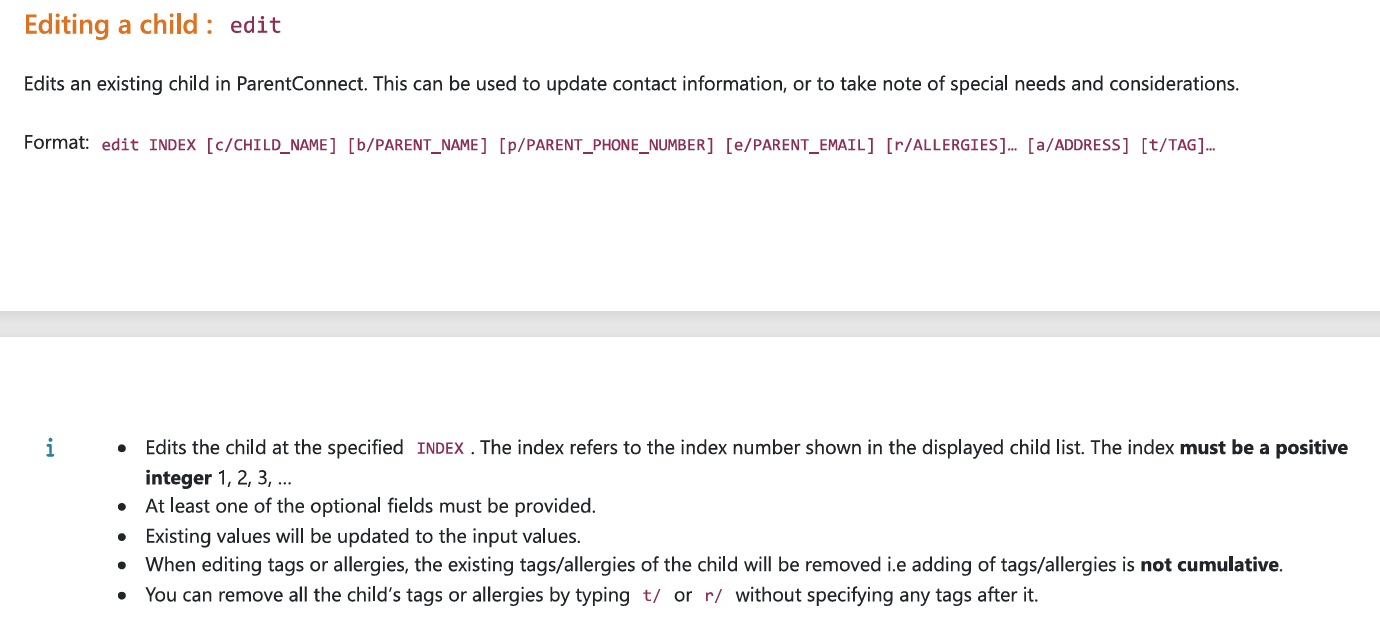 Editing a child : edit
Edits an existing child in ParentConnect. This can be used to update contact information, or to take note of special needs and considerations.
Format: edit INDEX [c/CHILD_NAME] [b/PARENT_NAME] [p/PARENT_PHONE_NUMBER] [e/PARENT_EMAIL] [r/ALLERGIES]… [a/ADDRESS] [t/TAG]…
i
• Edits the child at the specified INDEX . The index refers to the index number shown in the displayed child list. The index must be a positive
integer 1, 2, 3, …
• At least one of the optional fields must be provided.
• Existing values will be updated to the input values.
• When editing tags or allergies, the existing tags/allergies of the child will be removed i.e adding of tags/allergies is not cumulative.
• You can remove all the child’s tags or allergies by typing t/ or r/ without specifying any tags after it.